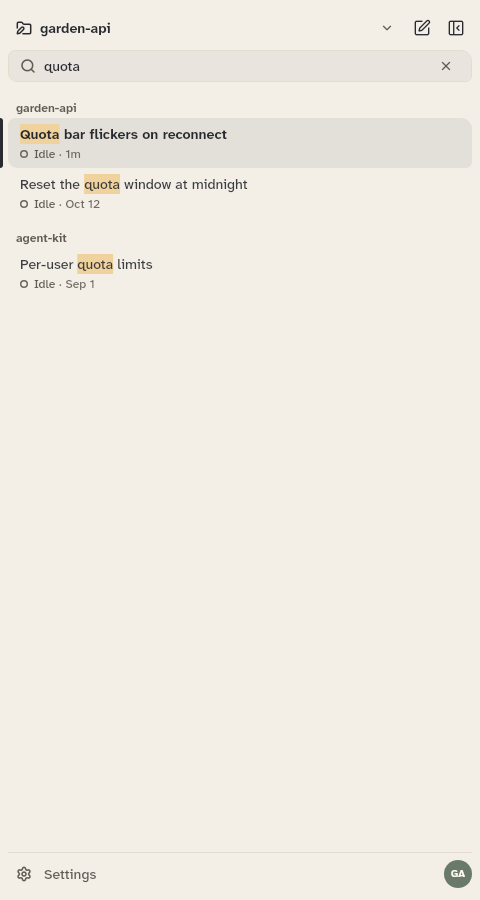 garden-api
quota
garden-api
Quota bar flickers on reconnect
Idle · 1m
Reset the quota window at midnight
Idle · Oct 12
agent-kit
Per-user quota limits
Idle · Sep 1
Settings
GA